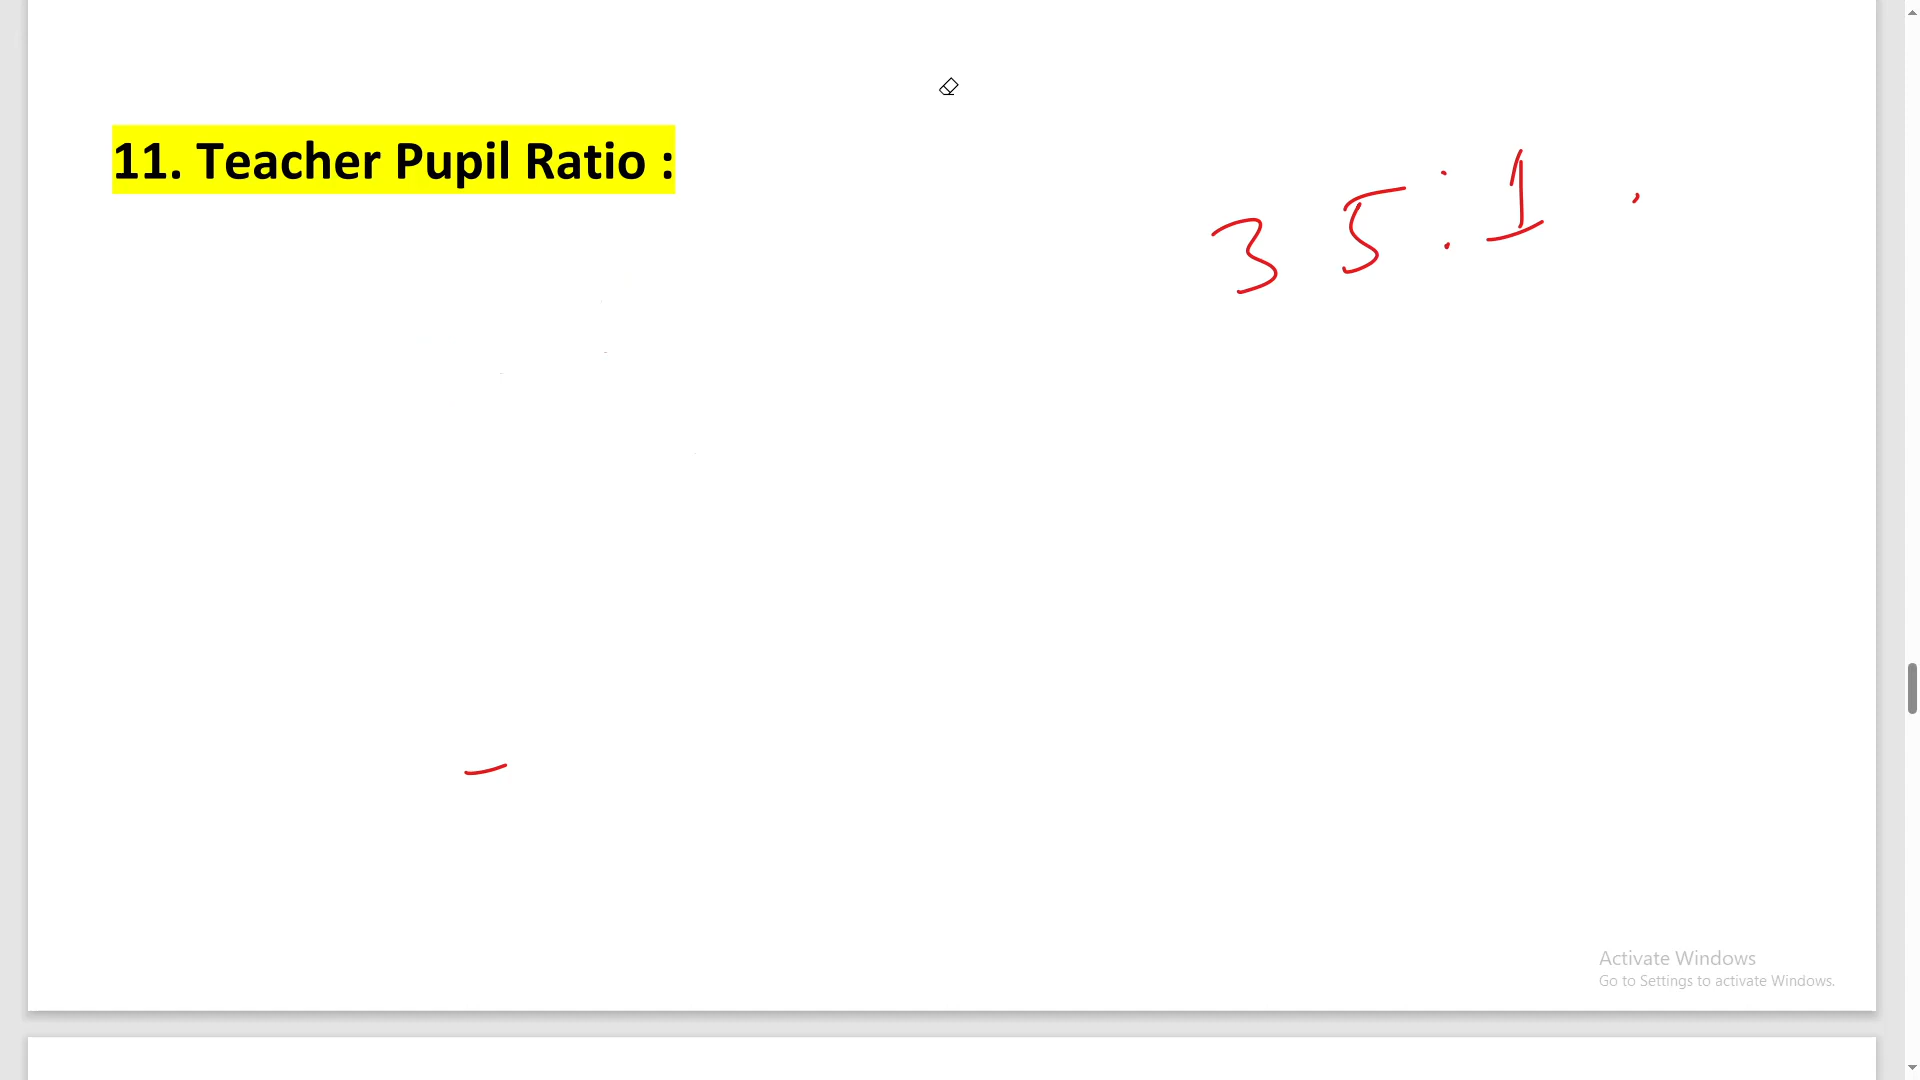 11. Teacher Pupil Ratio :
35:1 .
Activate Windows
Go to Settings to activate Windows.